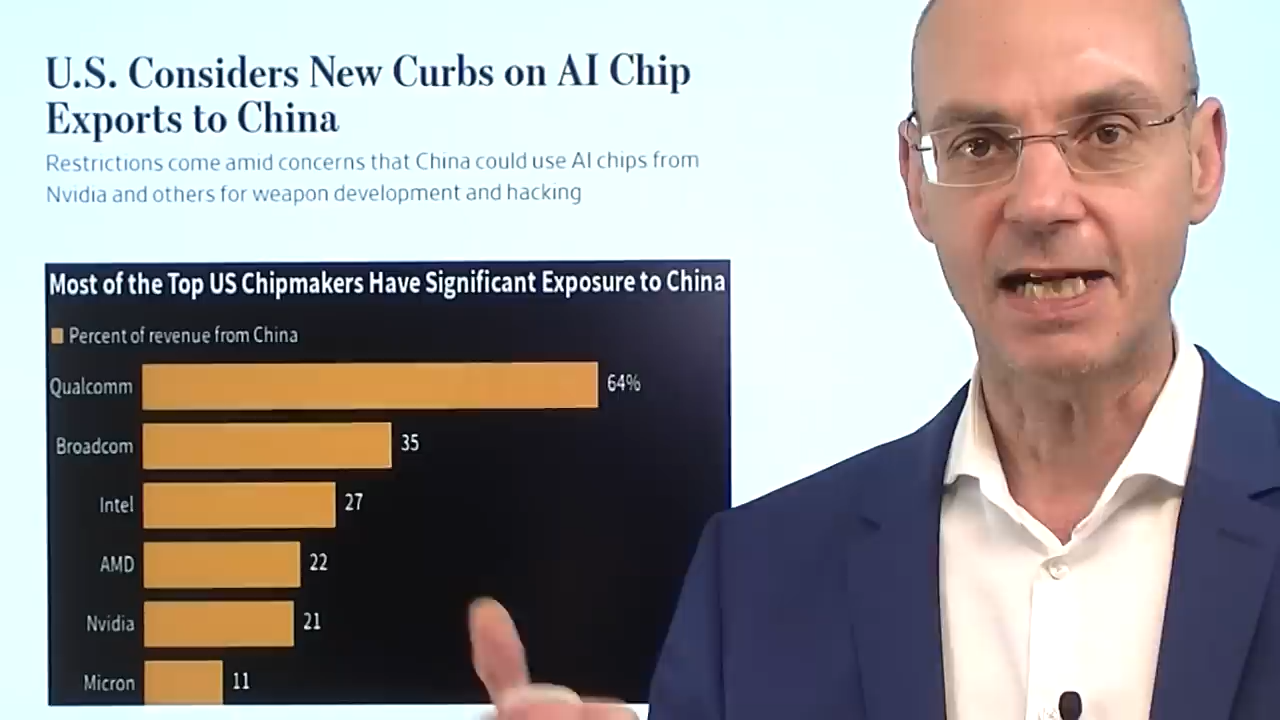 U.S. Considers New Curbs on AI Chip
Exports to China
Restrictions come amid concerns that China could use AI chips from
Nvidia and others for weapon development and hacking
Most of the Top US Chipmakers Have Significant Exposure to China
Percent of revenue from China
Qualcomm 64%
Broadcom 35
Intel 27
AMD 22
Nvidia 21
Micron 11